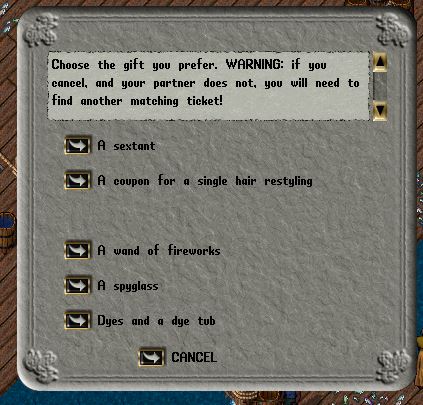 Choose the gift you prefer. WARNING: if you
cancel, and your partner does not, you will need to
find another matching ticket!
A sextant
A coupon for a single hair restyling
A wand of fireworks
A spyglass
Dyes and a dye tub
CANCEL